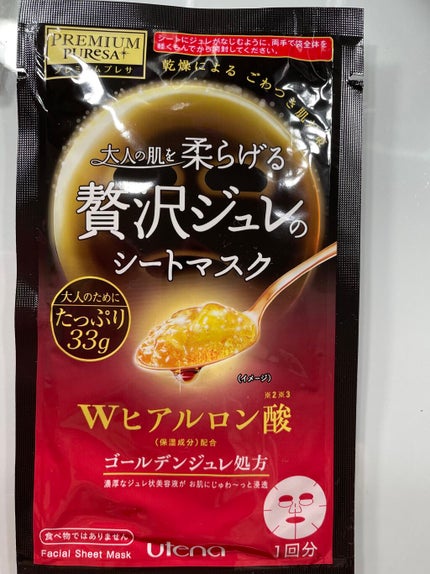 PREMIUM
PURESA
プレミアムプレサ
シートにジュレがなじむように、両手で袋全体を
軽くもんでから開封してください。
乾燥による ごわつき肌
大人の肌を 柔らげる
贅沢ジュレの
シートマスク
大人のために
たっぷり
33g
(イメージ)
※2※3
Wヒアルロン酸
(保湿成分)配合
ゴールデンジュレ処方
濃厚なジュレ状美容液が お肌にじゅわ〜っと浸透
食べ物ではありません
Facial Sheet Mask
Utena
1回分